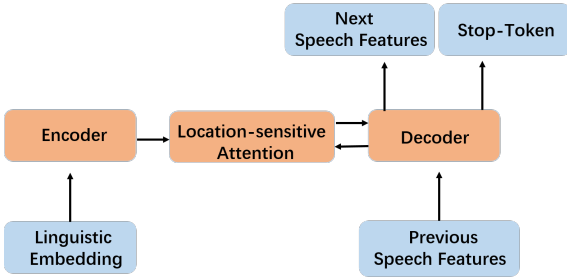 Next
Speech Features
Stop-Token
Encoder
Location-sensitive
Attention
Decoder
Linguistic
Embedding
Previous
Speech Features